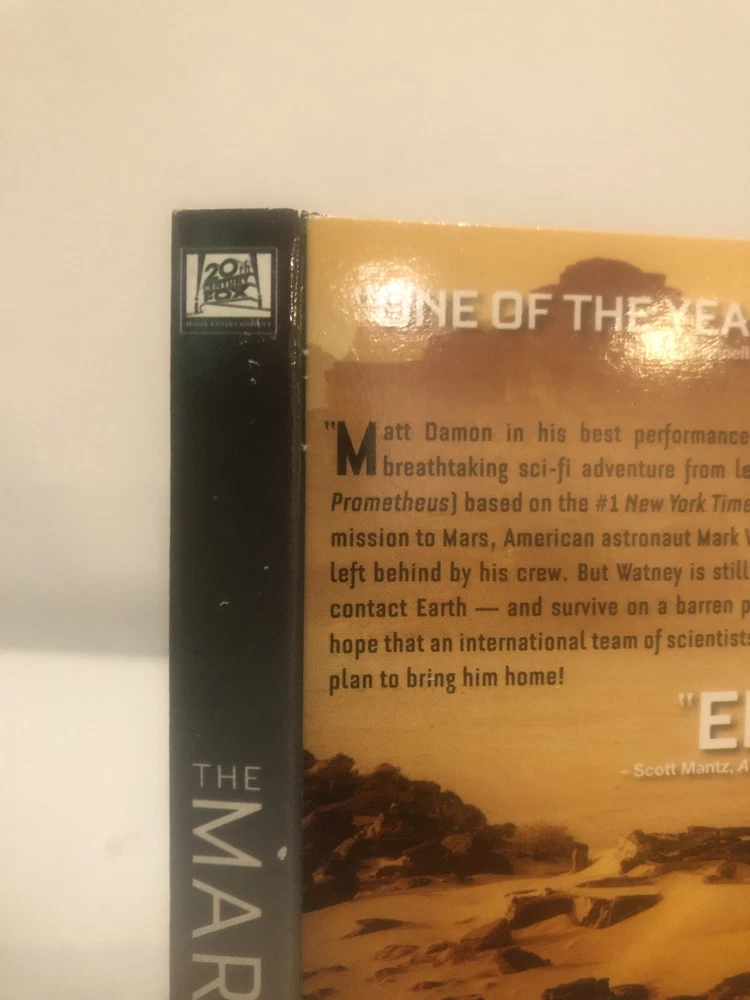 20th
CENTURY
FOX
THE
MAR
"ONE OF THE YEA
"Matt Damon in his best performance
breathtaking sci-fi adventure from le
Prometheus) based on the #1 New York Time
mission to Mars, American astronaut Mark W
left behind by his crew. But Watney is still
contact Earth — and survive on a barren p
hope that an international team of scientists
plan to bring him home!
"EP
– Scott Mantz, A